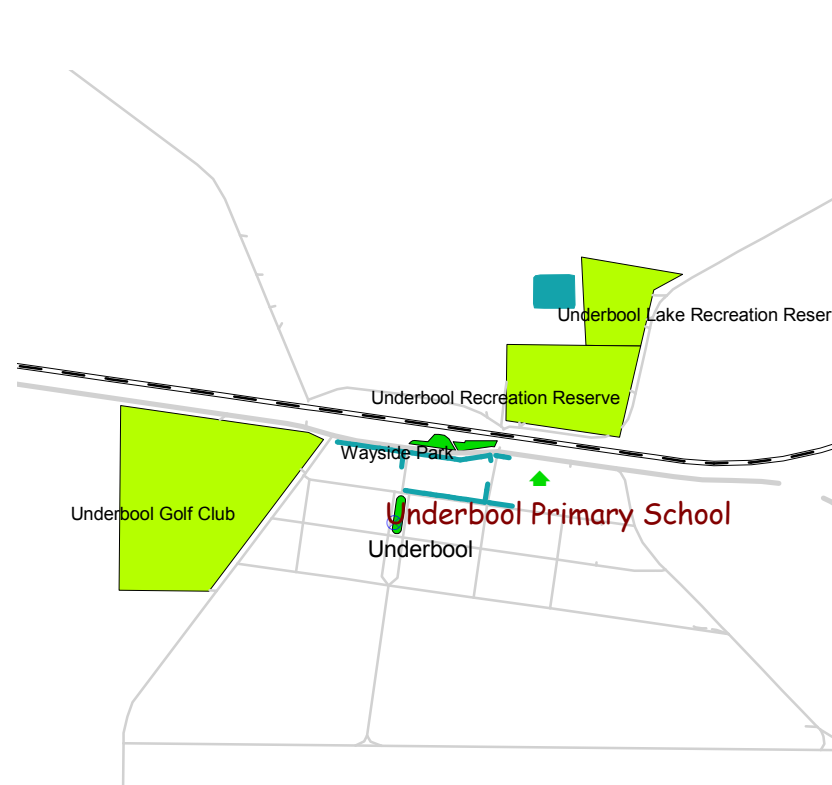 Underbool Lake Recreation Reser
Underbool Recreation Reserve
Wayside Park
Underbool Golf Club
Underbool Primary School
Underbool